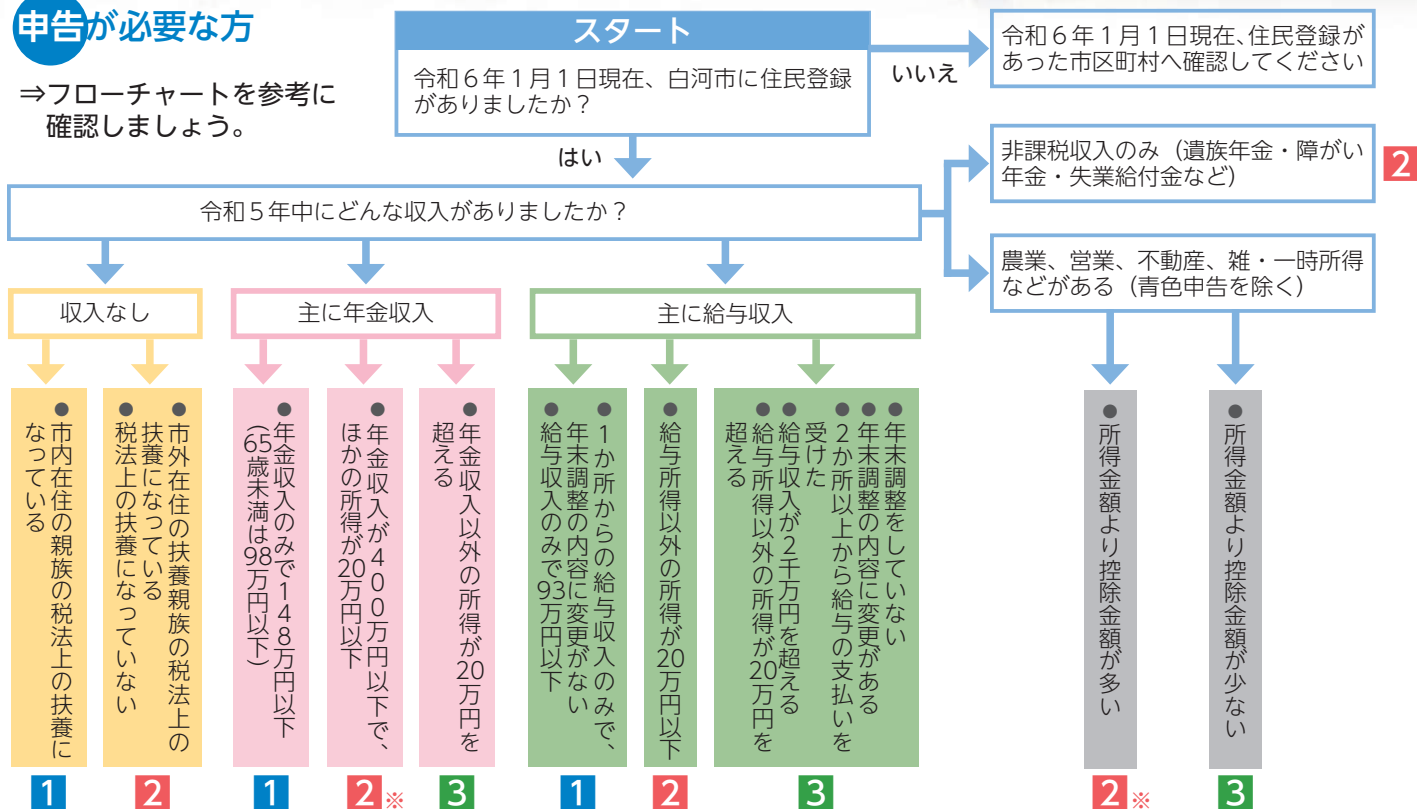 申告が必要な方
⇒フローチャートを参考に
確認しましょう。
スタート
令和6年1月1日現在、白河市に住民登録
がありましたか？
いいえ
令和6年1月1日現在、住民登録が
あった市区町村へ確認してください
はい
非課税収入のみ（遺族年金・障がい
年金・失業給付金など）
2
令和5年中にどんな収入がありましたか？
農業、営業、不動産、雑・一時所得
などがある（青色申告を除く）
収入なし
主に年金収入
主に給与収入
●市内在住の親族の税法上の扶養に
なっている
1
●市外在住の扶養親族の税法上の
扶養になっている
●税法上の扶養になっていない
2
●年金収入のみで148万円以下
（65歳未満は98万円以下）
1
●年金収入が400万円以下で、
ほかの所得が20万円以下
2※
●年金収入以外の所得が20万円を
超える
3
●1か所からの給与収入のみで、
年末調整の内容に変更がない
●給与収入のみで93万円以下
1
●給与所得以外の所得が20万円以下
2
●年末調整をしていない
●年末調整の内容に変更がある
●2か所以上から給与の支払いを
受けた
●給与収入が2千万円を超える
●給与所得以外の所得が20万円を
超える
3
●所得金額より控除金額が多い
2※
●所得金額より控除金額が少ない
3